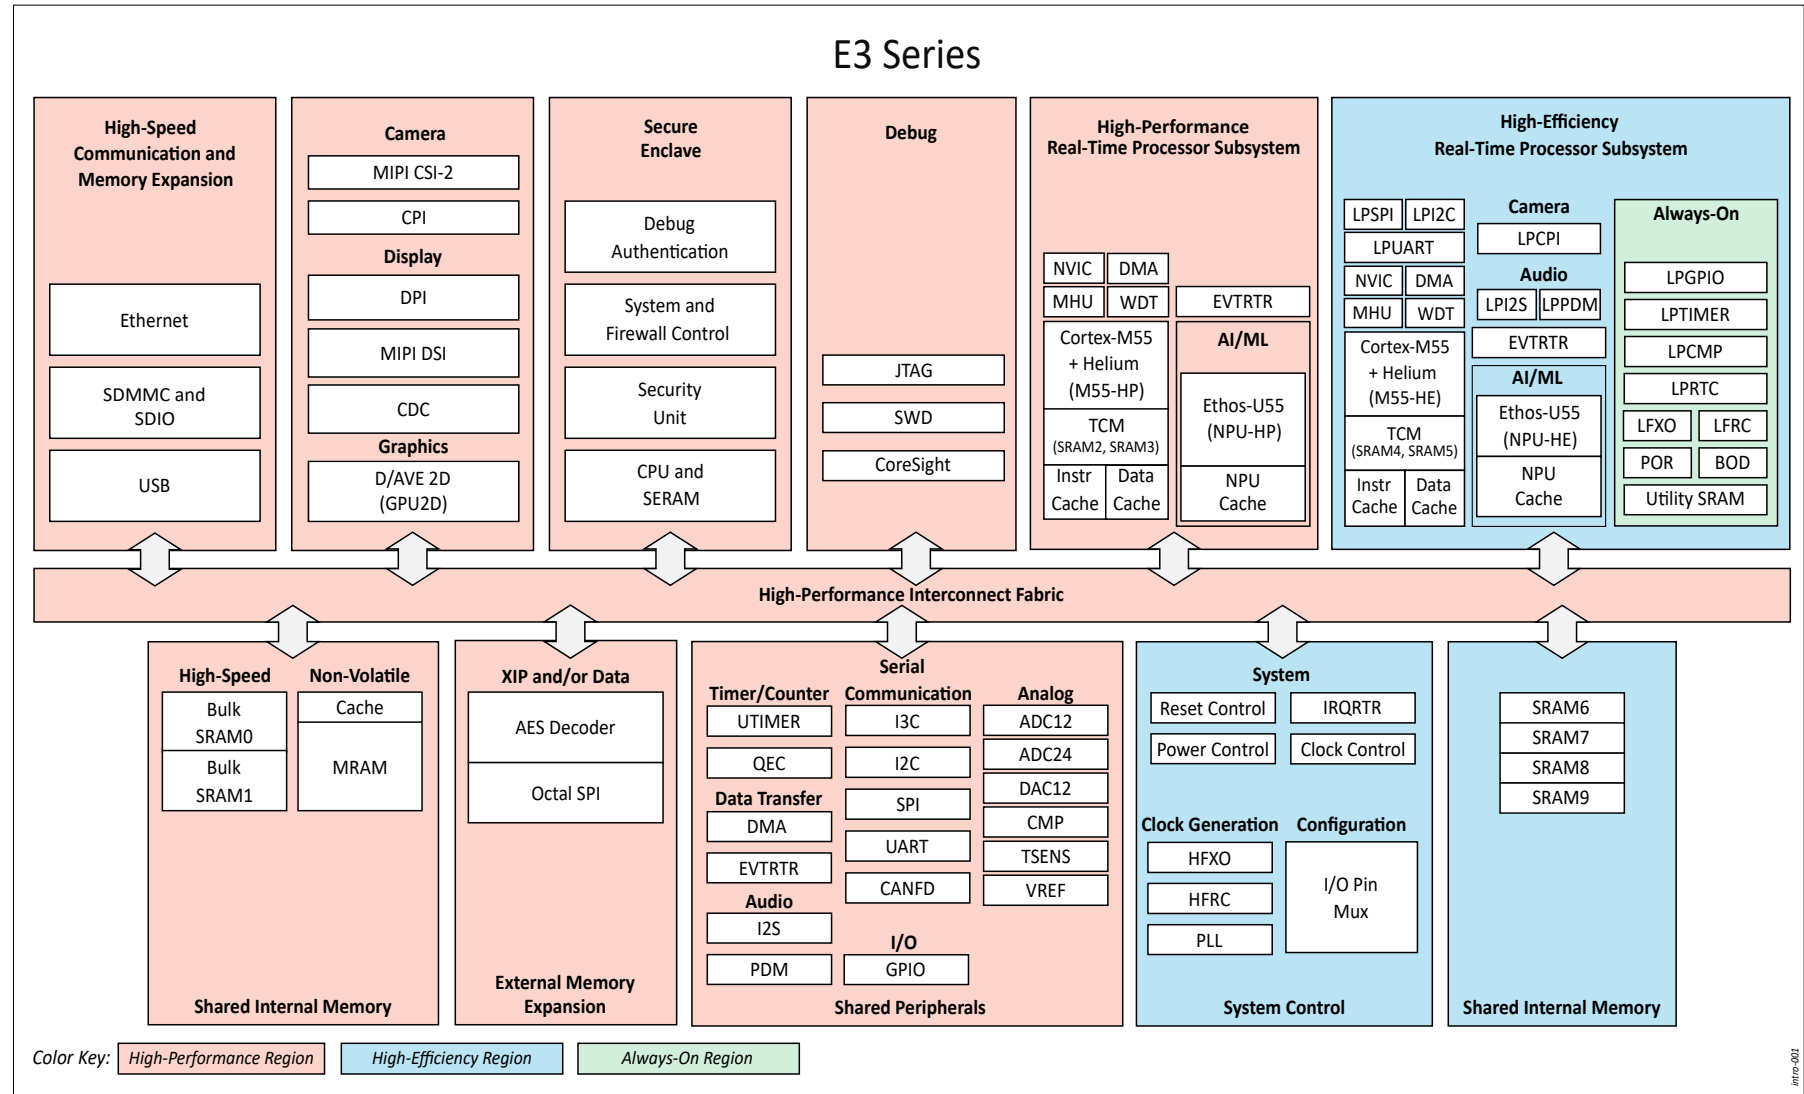 E3 Series
High-Speed
Communication and
Memory Expansion
Ethernet
SDMMC and
SDIO
USB
Camera
MIPI CSI-2
CPI
Display
DPI
MIPI DSI
CDC
Graphics
D/AVE 2D
(GPU2D)
Secure
Enclave
Debug
Authentication
System and
Firewall Control
Security
Unit
CPU and
SERAM
Debug
JTAG
SWD
CoreSight
High-Performance
Real-Time Processor Subsystem
NVIC
DMA
MHU
WDT
EVTRTR
Cortex-M55
+ Helium
(M55-HP)
TCM
(SRAM2, SRAM3)
Instr
Cache
Data
Cache
AI/ML
Ethos-U55
(NPU-HP)
NPU
Cache
High-Efficiency
Real-Time Processor Subsystem
LPSPI
LPI2C
LPUART
NVIC
DMA
MHU
WDT
Cortex-M55
+ Helium
(M55-HE)
TCM
(SRAM4, SRAM5)
Instr
Cache
Data
Cache
Camera
LPCPI
Audio
LPI2S
LPPDM
EVTRTR
AI/ML
Ethos-U55
(NPU-HE)
NPU
Cache
Always-On
LPGPIO
LPTIMER
LPCMP
LPRTC
LFXO
LFRC
POR
BOD
Utility SRAM
High-Performance Interconnect Fabric
High-Speed
Bulk
SRAM0
Bulk
SRAM1
Non-Volatile
Cache
MRAM
Shared Internal Memory
XIP and/or Data
AES Decoder
Octal SPI
External Memory
Expansion
Timer/Counter
UTIMER
QEC
Data Transfer
DMA
EVTRTR
Audio
I2S
PDM
Serial
Communication
I3C
I2C
SPI
UART
CANFD
I/O
GPIO
Analog
ADC12
ADC24
DAC12
CMP
TSENS
VREF
Shared Peripherals
System
Reset Control
IRQRTR
Power Control
Clock Control
Clock Generation
HFXO
HFRC
PLL
Configuration
I/O Pin
Mux
System Control
SRAM6
SRAM7
SRAM8
SRAM9
Shared Internal Memory
Color Key:
High-Performance Region
High-Efficiency Region
Always-On Region
intro-001